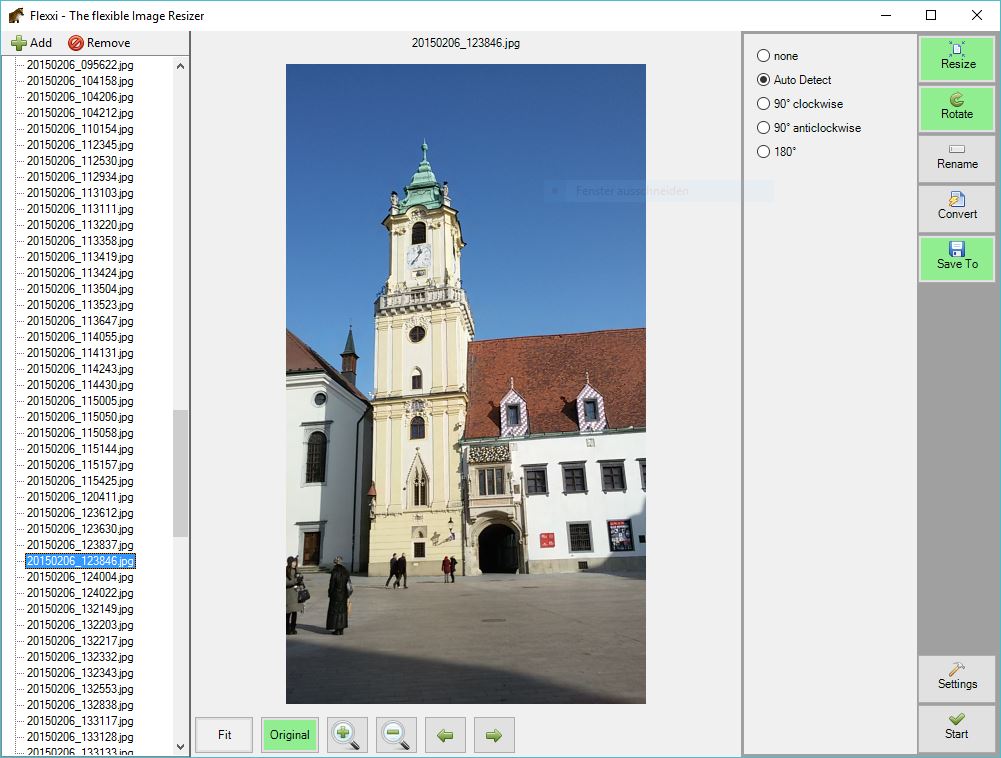 Flexxi - The flexible Image Resizer
Add Remove
20150206_095622.jpg
20150206_104158.jpg
20150206_104206.jpg
20150206_104212.jpg
20150206_110154.jpg
20150206_112345.jpg
20150206_112530.jpg
20150206_112934.jpg
20150206_113103.jpg
20150206_113111.jpg
20150206_113220.jpg
20150206_113358.jpg
20150206_113419.jpg
20150206_113424.jpg
20150206_113504.jpg
20150206_113523.jpg
20150206_113647.jpg
20150206_114055.jpg
20150206_114131.jpg
20150206_114243.jpg
20150206_114430.jpg
20150206_115005.jpg
20150206_115050.jpg
20150206_115058.jpg
20150206_115144.jpg
20150206_115157.jpg
20150206_115425.jpg
20150206_120411.jpg
20150206_123612.jpg
20150206_123630.jpg
20150206_123837.jpg
20150206_123846.jpg
20150206_124004.jpg
20150206_124022.jpg
20150206_132149.jpg
20150206_132203.jpg
20150206_132217.jpg
20150206_132332.jpg
20150206_132343.jpg
20150206_132553.jpg
20150206_132838.jpg
20150206_133117.jpg
20150206_133128.jpg
20150206_133133.jpg
20150206_123846.jpg
Fenster ausschneiden
Fit Original
none
Auto Detect
90° clockwise
90° anticlockwise
180°
Resize
Rotate
Rename
Convert
Save To
Settings
Start